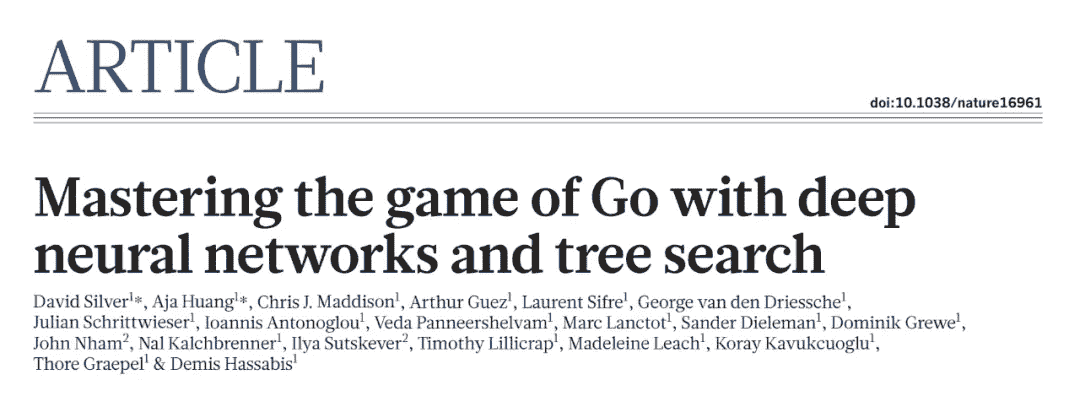 ARTICLE
doi:10.1038/nature16961
Mastering the game of Go with deep
neural networks and tree search
David Silver¹*, Aja Huang¹*, Chris J. Maddison¹, Arthur Guez¹, Laurent Sifre¹, George van den Driessche¹,
Julian Schrittwieser¹, Ioannis Antonoglou¹, Veda Panneershelvam¹, Marc Lanctot¹, Sander Dieleman¹, Dominik Grewe¹,
John Nham², Nal Kalchbrenner¹, Ilya Sutskever², Timothy Lillicrap¹, Madeleine Leach¹, Koray Kavukcuoglu¹,
Thore Graepel¹ & Demis Hassabis¹